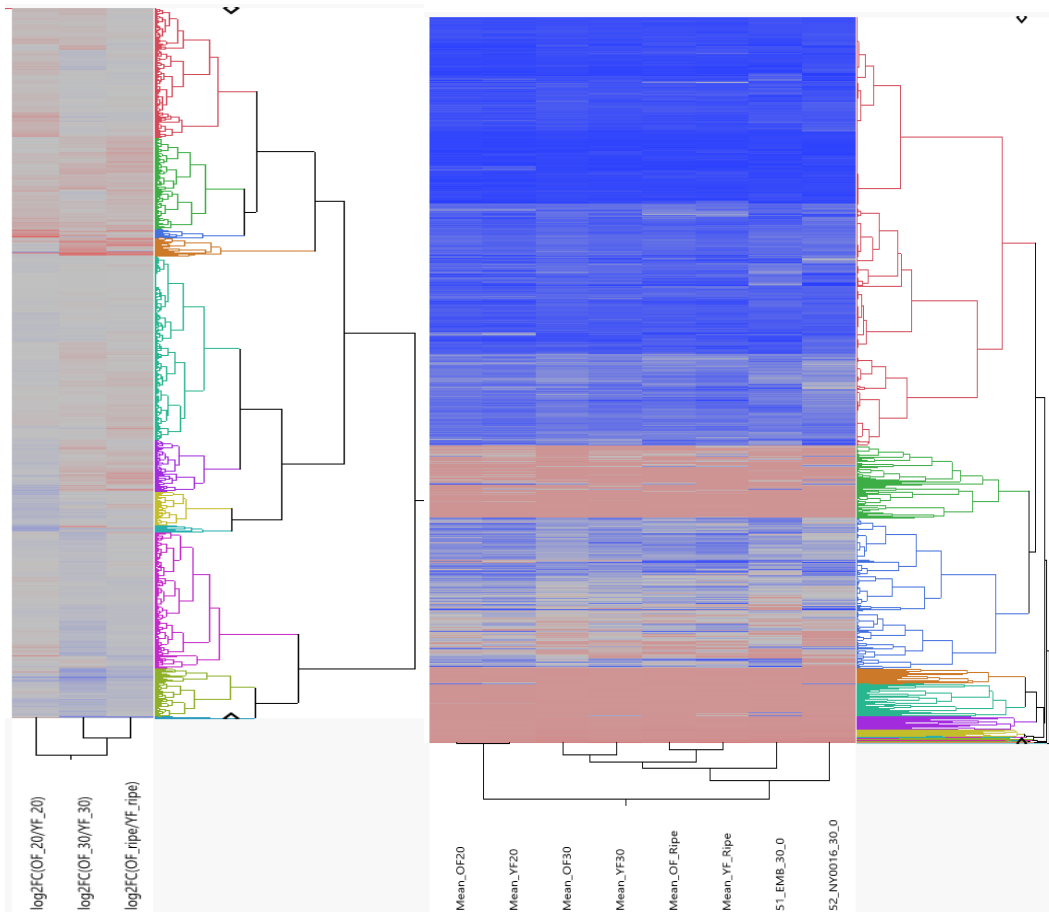 log2FC(OF_20/YF_20)
log2FC(OF_30/YF_30)
log2FC(OF_ripe/YF_ripe)
Mean_OF20
Mean_YF20
Mean_OF30
Mean_YF30
Mean_OF_Ripe
Mean_YF_Ripe
51_EMB_30_0
52_NY0016_30_0